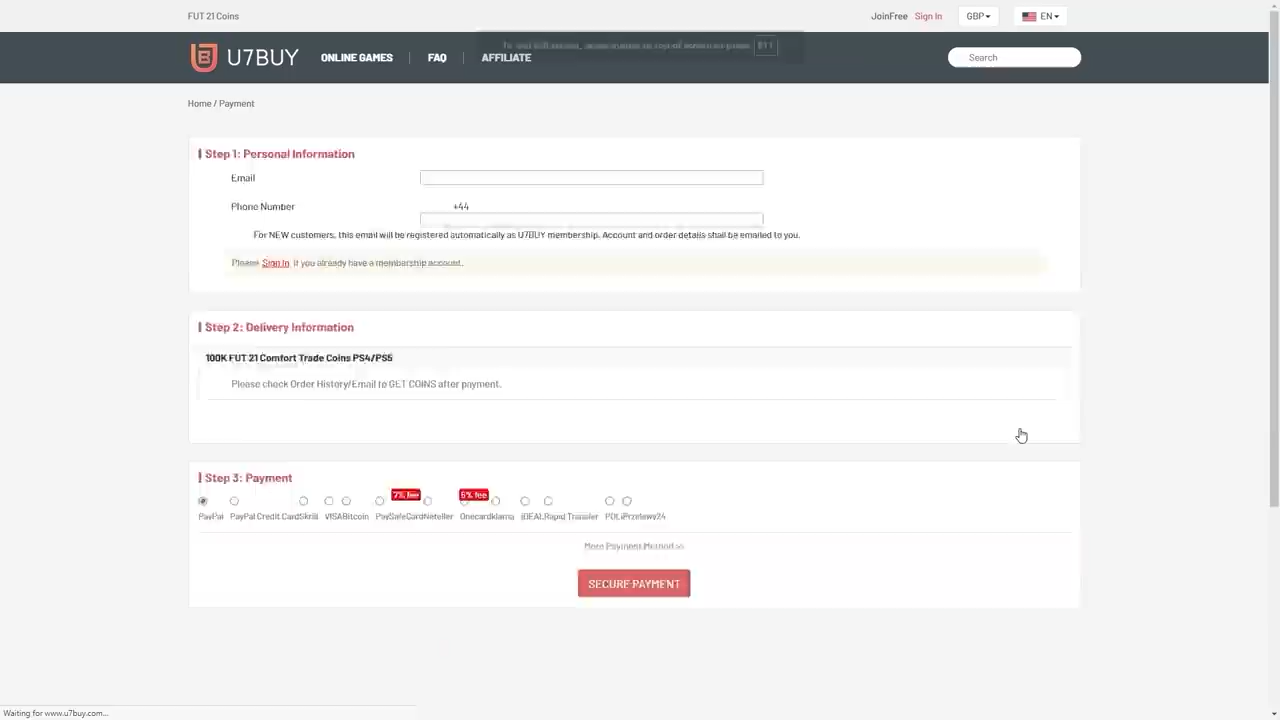 FUT 21 Coins
JoinFree Sign In GBP EN
U7BUY ONLINE GAMES FAQ AFFILIATE Search
Home / Payment
Step 1: Personal Information
Email
Phone Number +44
For NEW customers, this email will be registered automatically as U7BUY membership. Account and order details shall be emailed to you.
Please Sign In if you already have a membership account.
Step 2: Delivery Information
100K FUT 21 Comfort Trade Coins PS4/PS5
Please check Order History/Email to GET COINS after payment.
Step 3: Payment
7% fee 6% fee
PayPal PayPal Credit Card Skrill VISA Bitcoin PaySafeCard Neteller Onecard klarna iDEAL Rapid Transfer POLi Przelewy24
More Payment Method >>
SECURE PAYMENT
Waiting for www.u7buy.com...